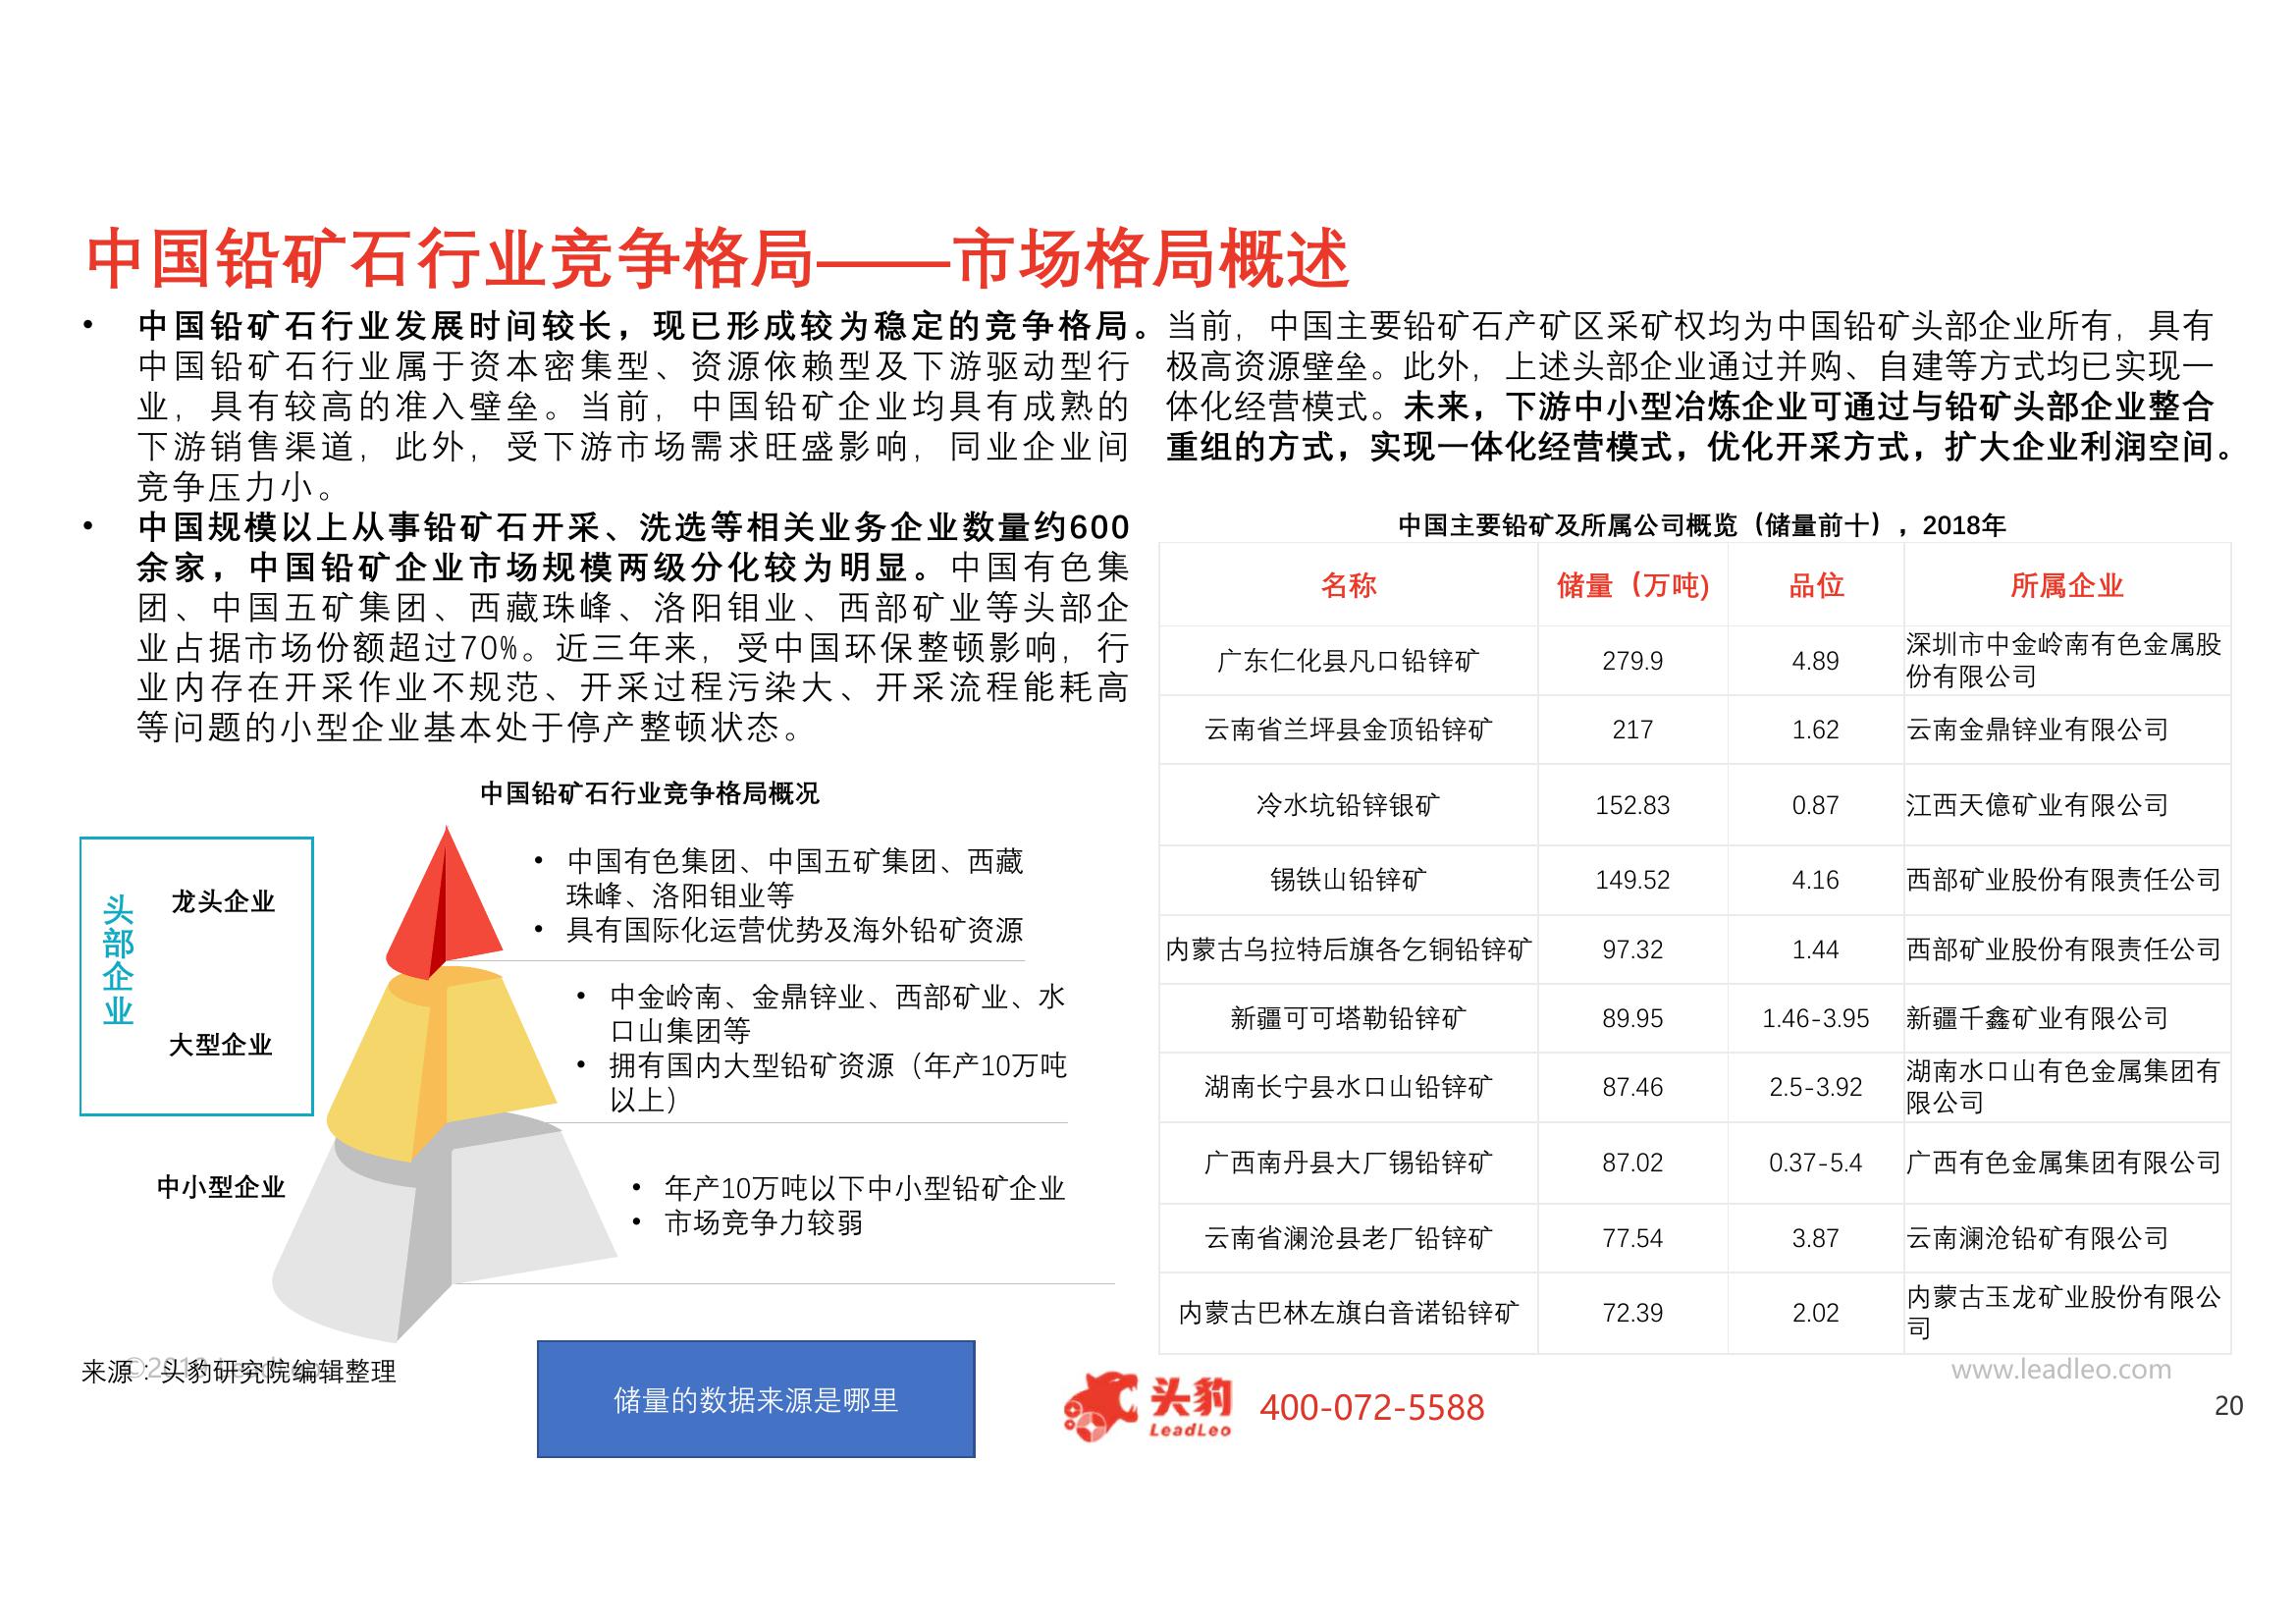 中国铅矿石行业竞争格局——市场格局概述
• 中国铅矿石行业发展时间较长，现已形成较为稳定的竞争格局。
中国铅矿石行业属于资本密集型、资源依赖型及下游驱动型行
业，具有较高的准入壁垒。当前，中国铅矿企业均具有成熟的
下游销售渠道，此外，受下游市场需求旺盛影响，同业企业间
竞争压力小。
• 中国规模以上从事铅矿石开采、洗选等相关业务企业数量约600
余家，中国铅矿企业市场规模两级分化较为明显。中国有色集
团、中国五矿集团、西藏珠峰、洛阳钼业、西部矿业等头部企
业占据市场份额超过70%。近三年来，受中国环保整顿影响，行
业内存在开采作业不规范、开采过程污染大、开采流程能耗高
等问题的小型企业基本处于停产整顿状态。
当前，中国主要铅矿石产矿区采矿权均为中国铅矿头部企业所有，具有
极高资源壁垒。此外，上述头部企业通过并购、自建等方式均已实现一
体化经营模式。未来，下游中小型冶炼企业可通过与铅矿头部企业整合
重组的方式，实现一体化经营模式，优化开采方式，扩大企业利润空间。
中国铅矿石行业竞争格局概况
头部企业
龙头企业
• 中国有色集团、中国五矿集团、西藏
珠峰、洛阳钼业等
• 具有国际化运营优势及海外铅矿资源
大型企业
• 中金岭南、金鼎锌业、西部矿业、水
口山集团等
• 拥有国内大型铅矿资源（年产10万吨
以上）
中小型企业
• 年产10万吨以下中小型铅矿企业
• 市场竞争力较弱
中国主要铅矿及所属公司概览（储量前十），2018年
名称 储量（万吨) 品位 所属企业
广东仁化县凡口铅锌矿 279.9 4.89 深圳市中金岭南有色金属股
份有限公司
云南省兰坪县金顶铅锌矿 217 1.62 云南金鼎锌业有限公司
冷水坑铅锌银矿 152.83 0.87 江西天億矿业有限公司
锡铁山铅锌矿 149.52 4.16 西部矿业股份有限责任公司
内蒙古乌拉特后旗各乞铜铅锌矿 97.32 1.44 西部矿业股份有限责任公司
新疆可可塔勒铅锌矿 89.95 1.46-3.95 新疆千鑫矿业有限公司
湖南长宁县水口山铅锌矿 87.46 2.5-3.92 湖南水口山有色金属集团有
限公司
广西南丹县大厂锡铅锌矿 87.02 0.37-5.4 广西有色金属集团有限公司
云南省澜沧县老厂铅锌矿 77.54 3.87 云南澜沧铅矿有限公司
内蒙古巴林左旗白音诺铅锌矿 72.39 2.02 内蒙古玉龙矿业股份有限公
司
来源：头豹研究院编辑整理
储量的数据来源是哪里
头豹
LeadLeo
400-072-5588
www.leadleo.com
20